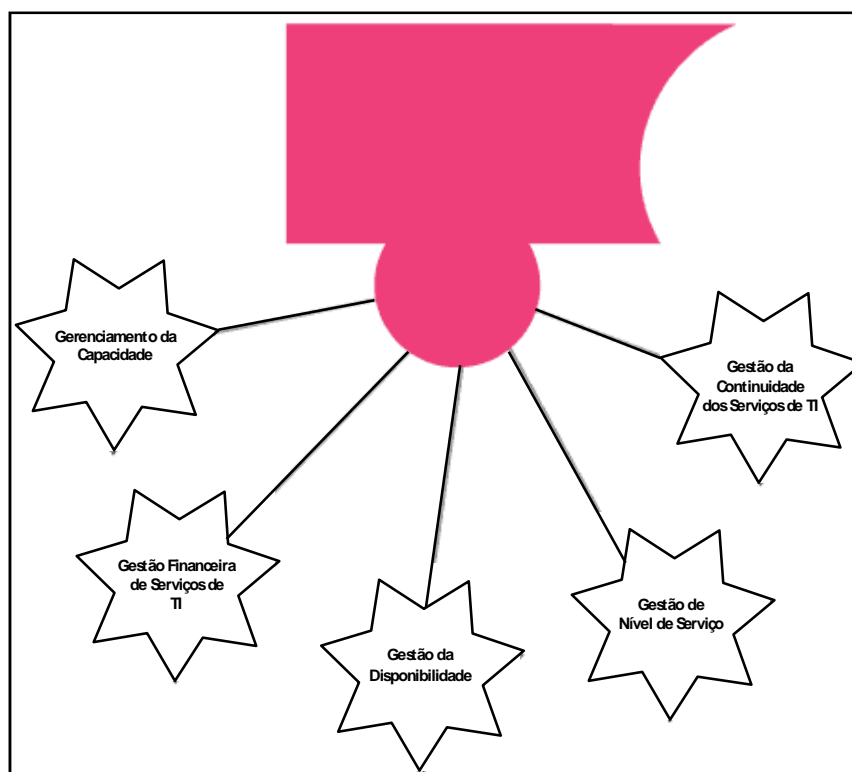 Gerenciamento da
Capacidade
Gestão da
Continuidade
dos Serviços de TI
Gestão Financeira
de Serviços de
TI
Gestão de
Nível de Serviço
Gestão da
Disponibilidade